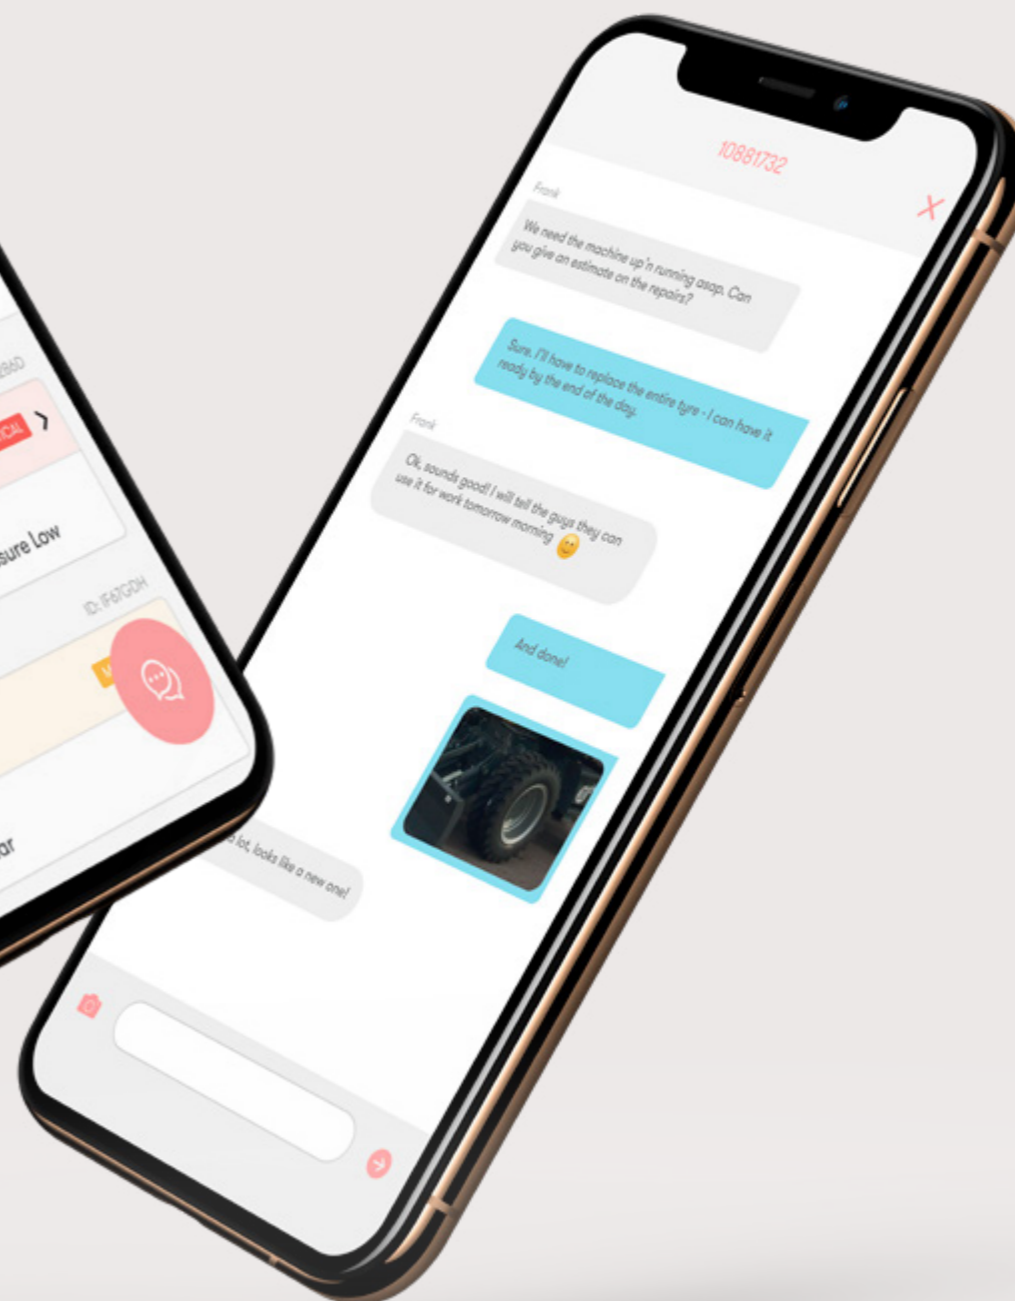 10881732
X
Frank
We need the machine up'n running asap. Can
you give an estimate on the repairs?
Sure. I'll have to replace the entire tyre - I can have it
ready by the end of the day.
Frank
Ok, sounds good! I will tell the guys they can
use it for work tomorrow morning 🙂
And done!
lot, looks like a new one!
sure Low
ID: IF67GDH